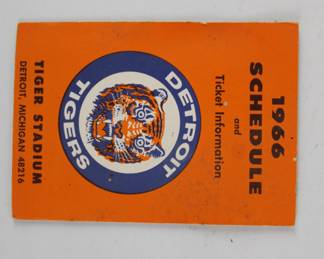 1966
SCHEDULE
and
Ticket Information
DETROIT
TIGERS
TIGER STADIUM
DETROIT, MICHIGAN 48216